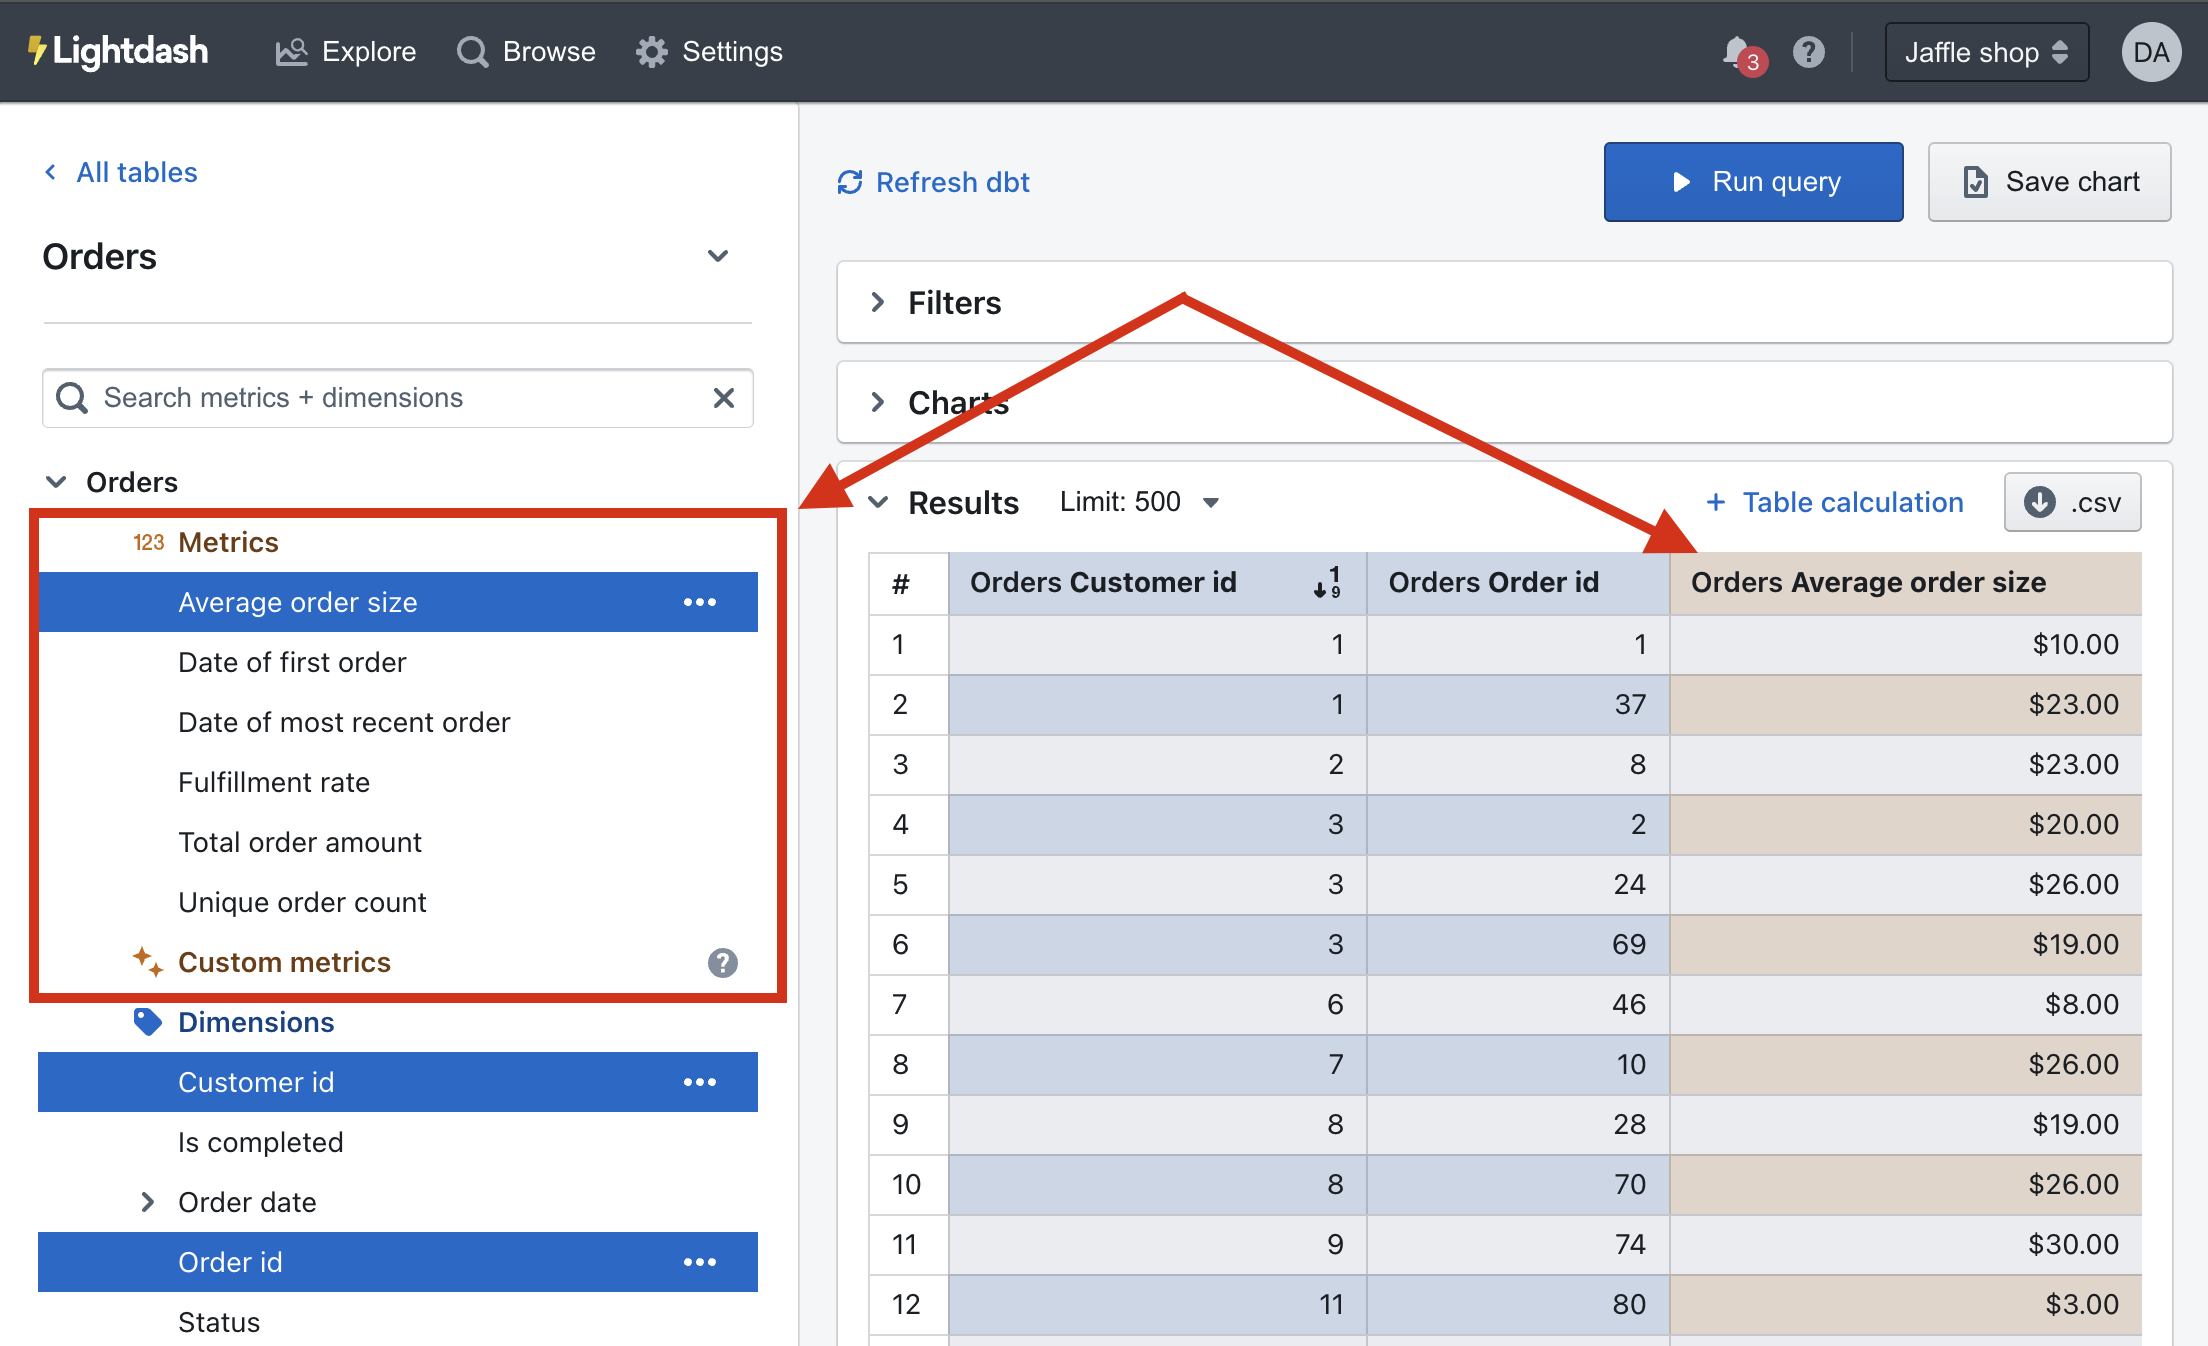 Lightdash Explore Browse Settings 3 ? Jaffle shop DA
All tables
Refresh dbt Run query Save chart
Orders
Filters
Search metrics + dimensions
Charts
Orders
Results Limit: 500 + Table calculation .csv
123 Metrics
# Orders Customer id 1 9 Orders Order id Orders Average order size
Average order size
1 1 1 $10.00
Date of first order
2 1 37 $23.00
Date of most recent order
3 2 8 $23.00
Fulfillment rate
4 3 2 $20.00
Total order amount
5 3 24 $26.00
Unique order count
6 3 69 $19.00
Custom metrics ?
7 6 46 $8.00
Dimensions
8 7 10 $26.00
Customer id
9 8 28 $19.00
Is completed
10 8 70 $26.00
Order date
11 9 74 $30.00
Order id
12 11 80 $3.00
Status